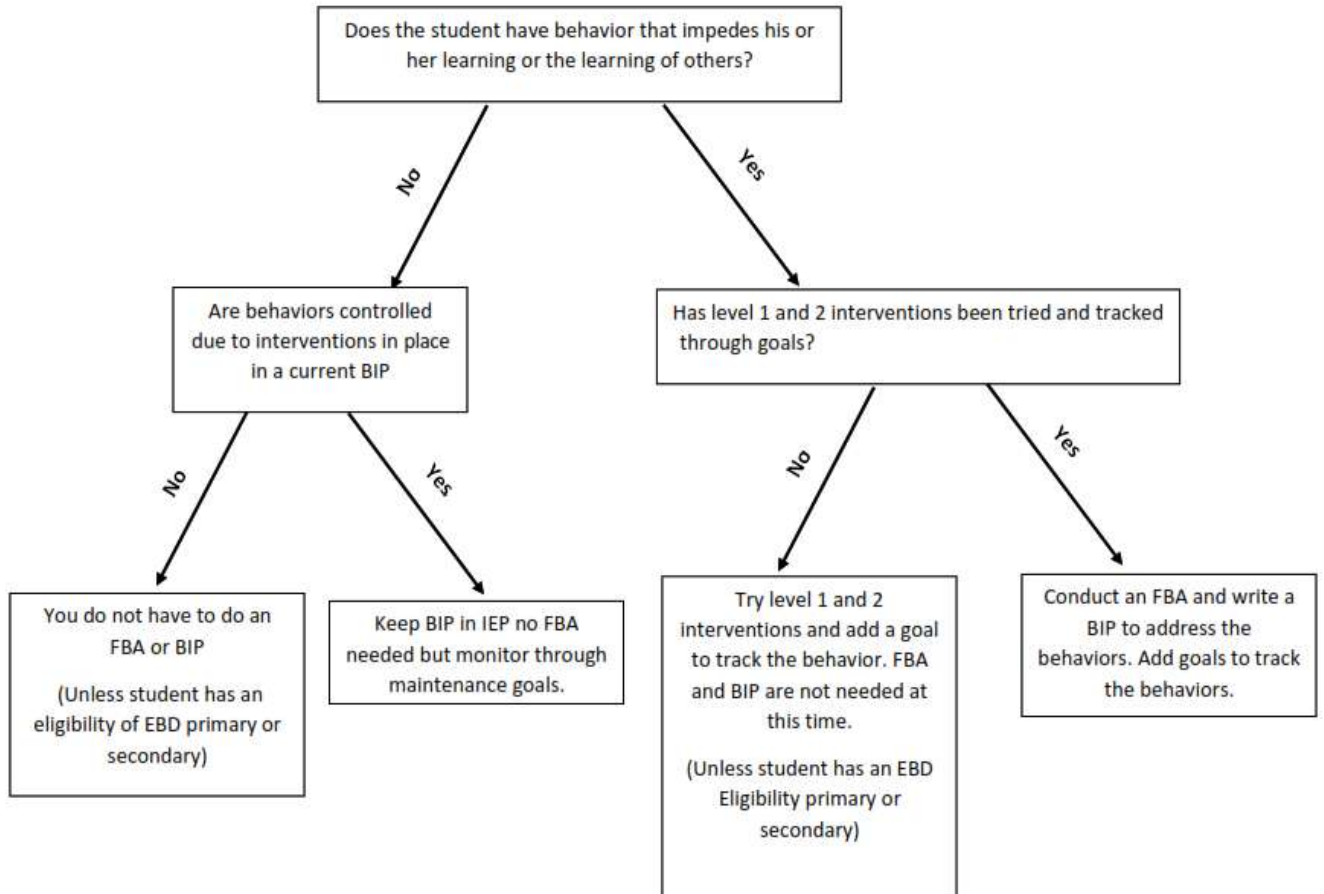 Does the student have behavior that impedes his or
her learning or the learning of others?
No
Yes
Are behaviors controlled
due to interventions in place
in a current BIP
Has level 1 and 2 interventions been tried and tracked
through goals?
No
Yes
No
Yes
You do not have to do an
FBA or BIP
(Unless student has an
eligibility of EBD primary or
secondary)
Keep BIP in IEP no FBA
needed but monitor through
maintenance goals.
Try level 1 and 2
interventions and add a goal
to track the behavior. FBA
and BIP are not needed at
this time.
(Unless student has an EBD
Eligibility primary or
secondary)
Conduct an FBA and write a
BIP to address the
behaviors. Add goals to track
the behaviors.